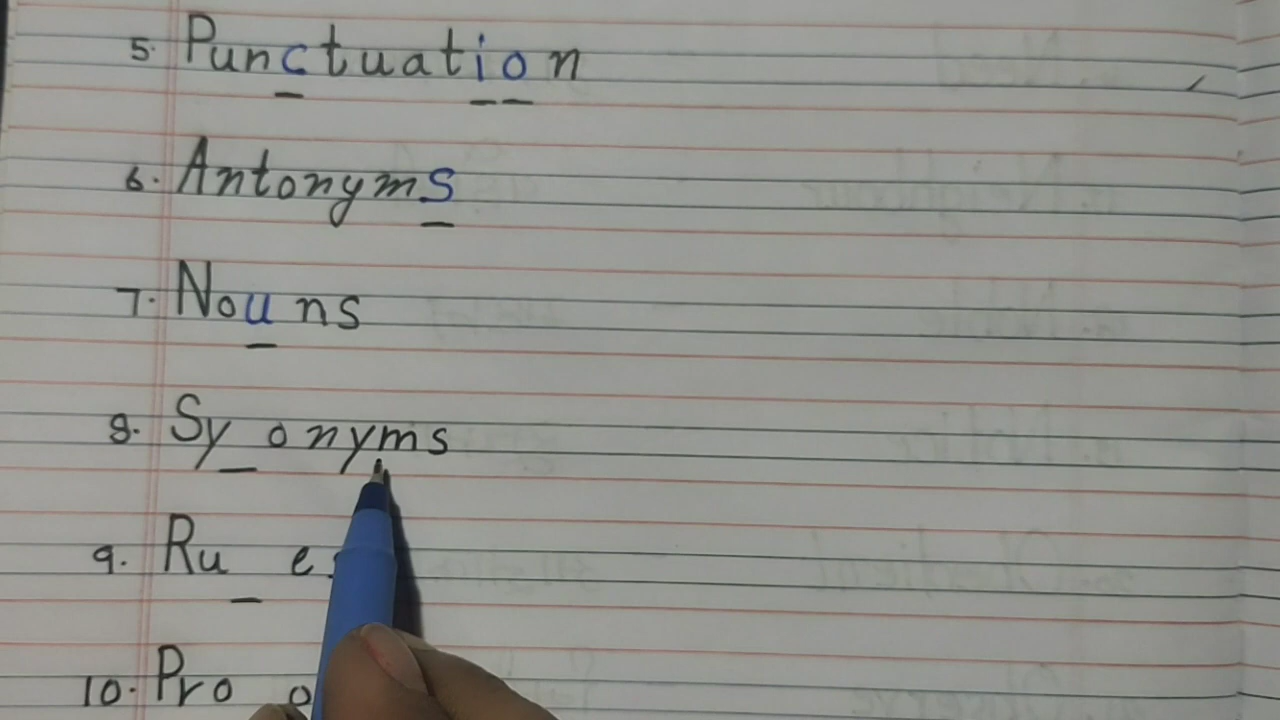 5. Punctuation
6. Antonyms
7. Nouns
8. Sy_onyms
9. Ru_e
10. Pro o